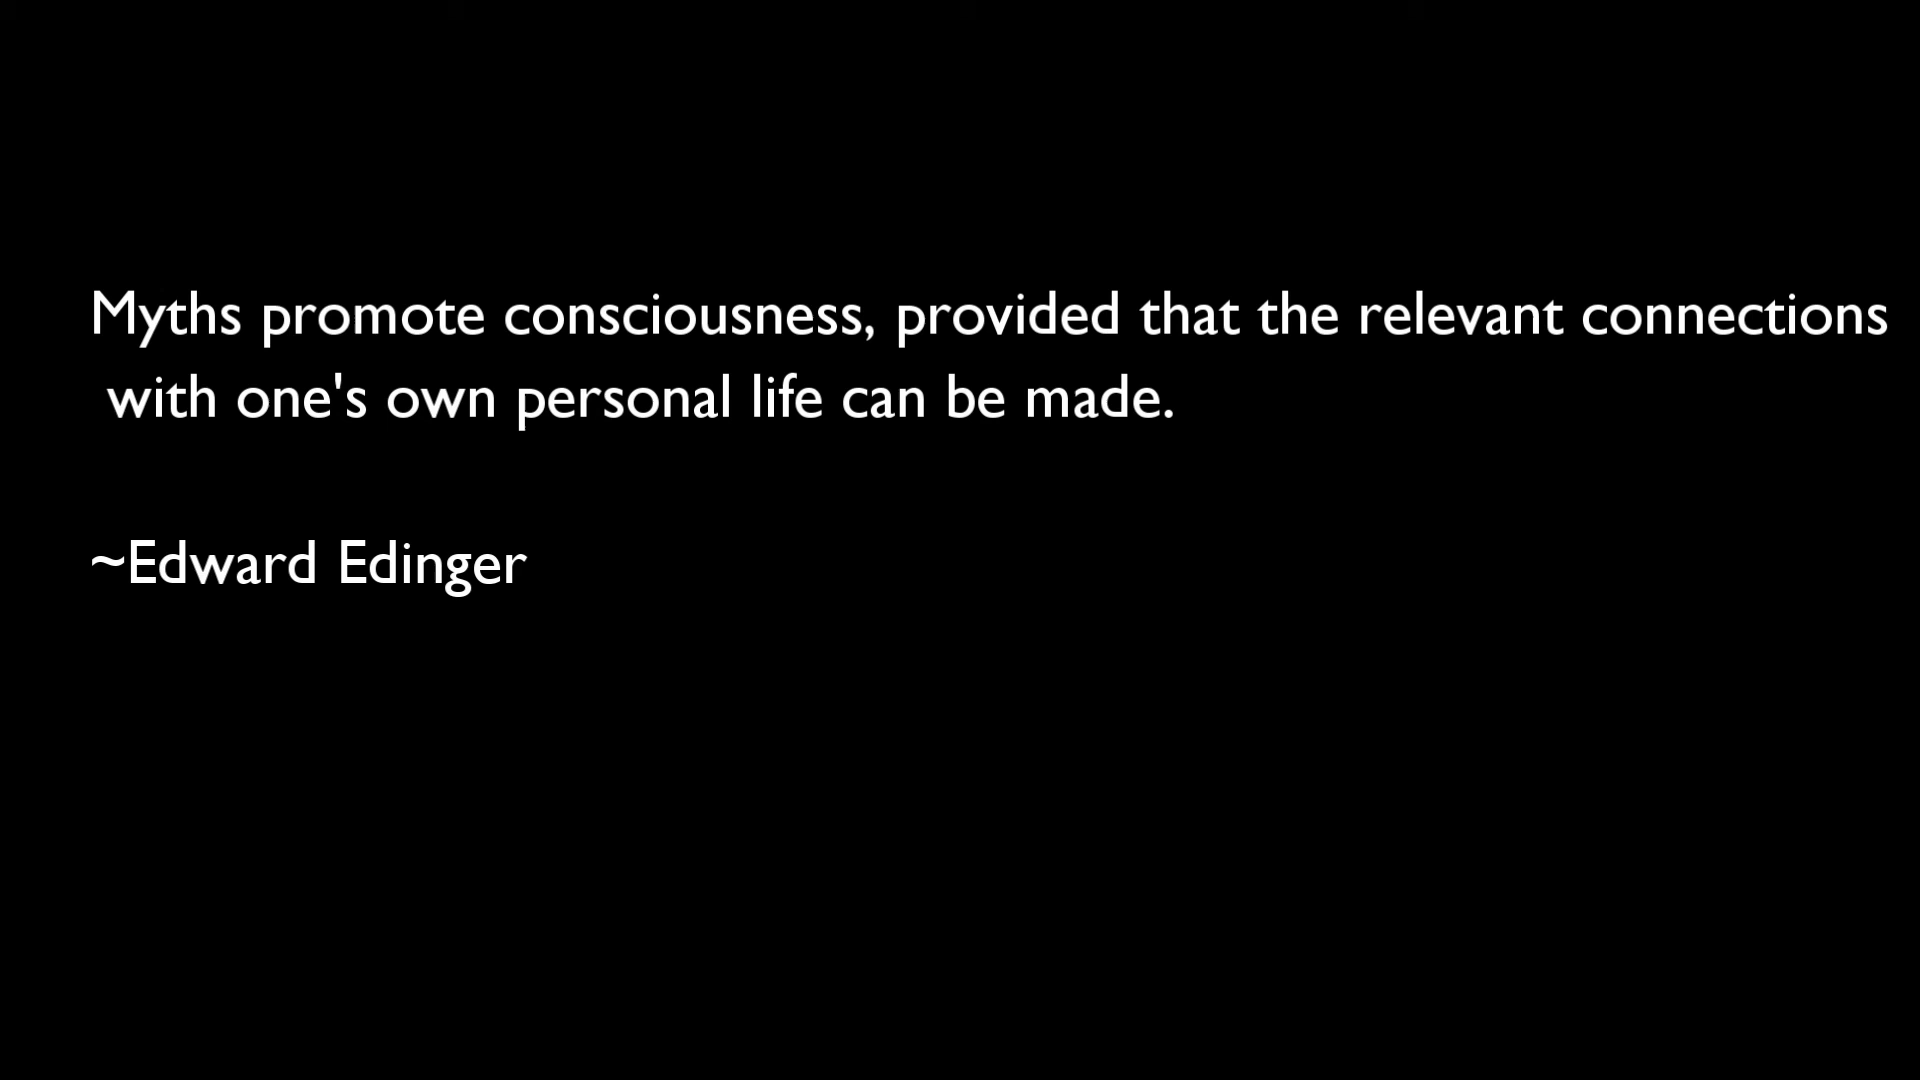 Myths promote consciousness, provided that the relevant connections
with one's own personal life can be made.
~Edward Edinger